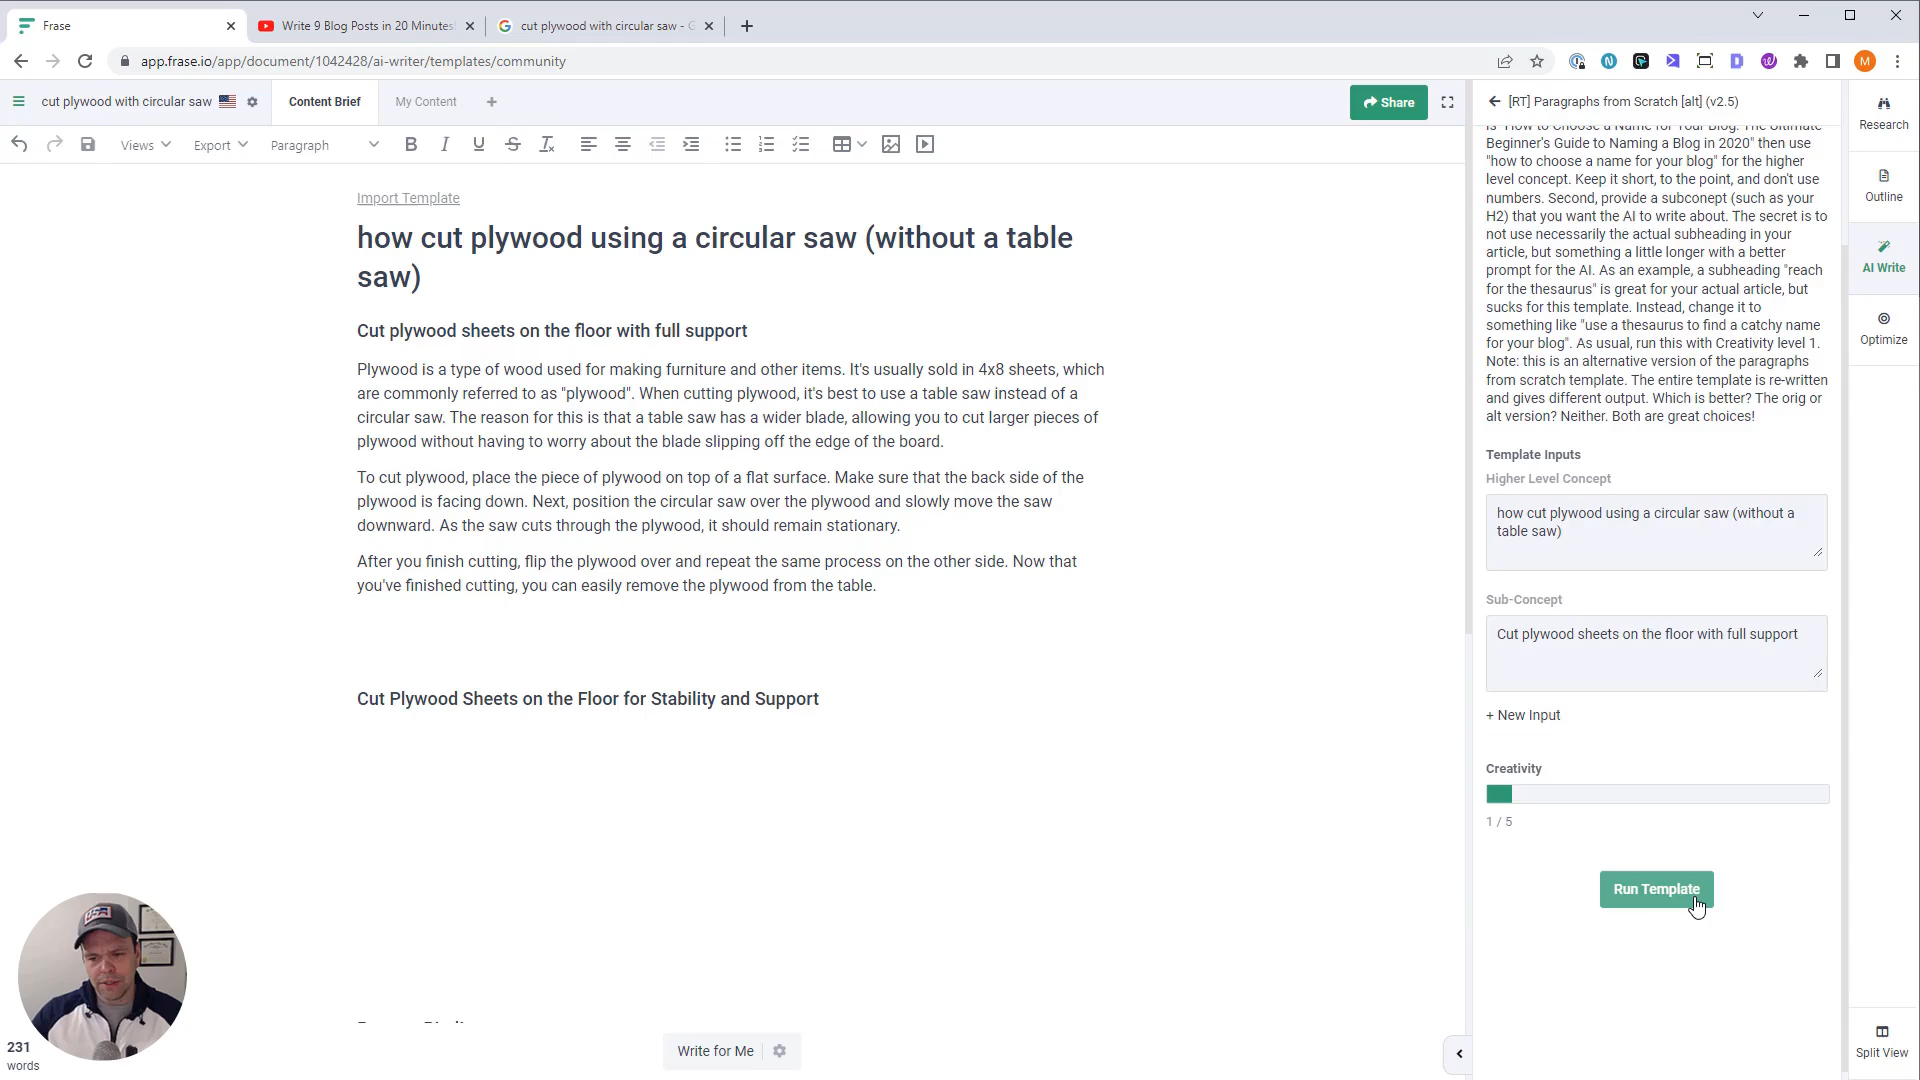 Frase
Write 9 Blog Posts in 20 Minutes
cut plywood with circular saw - G
app.frase.io/app/document/1042428/ai-writer/templates/community
M
cut plywood with circular saw
Content Brief
My Content
Share
Views
Export
Paragraph
Import Template
how cut plywood using a circular saw (without a table
saw)
Cut plywood sheets on the floor with full support
Plywood is a type of wood used for making furniture and other items. It's usually sold in 4x8 sheets, which
are commonly referred to as "plywood". When cutting plywood, it's best to use a table saw instead of a
circular saw. The reason for this is that a table saw has a wider blade, allowing you to cut larger pieces of
plywood without having to worry about the blade slipping off the edge of the board.
To cut plywood, place the piece of plywood on top of a flat surface. Make sure that the back side of the
plywood is facing down. Next, position the circular saw over the plywood and slowly move the saw
downward. As the saw cuts through the plywood, it should remain stationary.
After you finish cutting, flip the plywood over and repeat the same process on the other side. Now that
you've finished cutting, you can easily remove the plywood from the table.
Cut Plywood Sheets on the Floor for Stability and Support
Write for Me
231
words
[RT] Paragraphs from Scratch [alt] (v2.5)
is "How to Choose a Name for Your Blog: The Ultimate
Beginner's Guide to Naming a Blog in 2020" then use
"how to choose a name for your blog" for the higher
level concept. Keep it short, to the point, and don't use
numbers. Second, provide a subconept (such as your
H2) that you want the AI to write about. The secret is to
not use necessarily the actual subheading in your
article, but something a little longer with a better
prompt for the AI. As an example, a subheading "reach
for the thesaurus" is great for your actual article, but
sucks for this template. Instead, change it to
something like "use a thesaurus to find a catchy name
for your blog". As usual, run this with Creativity level 1.
Note: this is an alternative version of the paragraphs
from scratch template. The entire template is re-written
and gives different output. Which is better? The orig or
alt version? Neither. Both are great choices!
Template Inputs
Higher Level Concept
how cut plywood using a circular saw (without a
table saw)
Sub-Concept
Cut plywood sheets on the floor with full support
+ New Input
Creativity
1 / 5
Run Template
Research
Outline
AI Write
Optimize
Split View